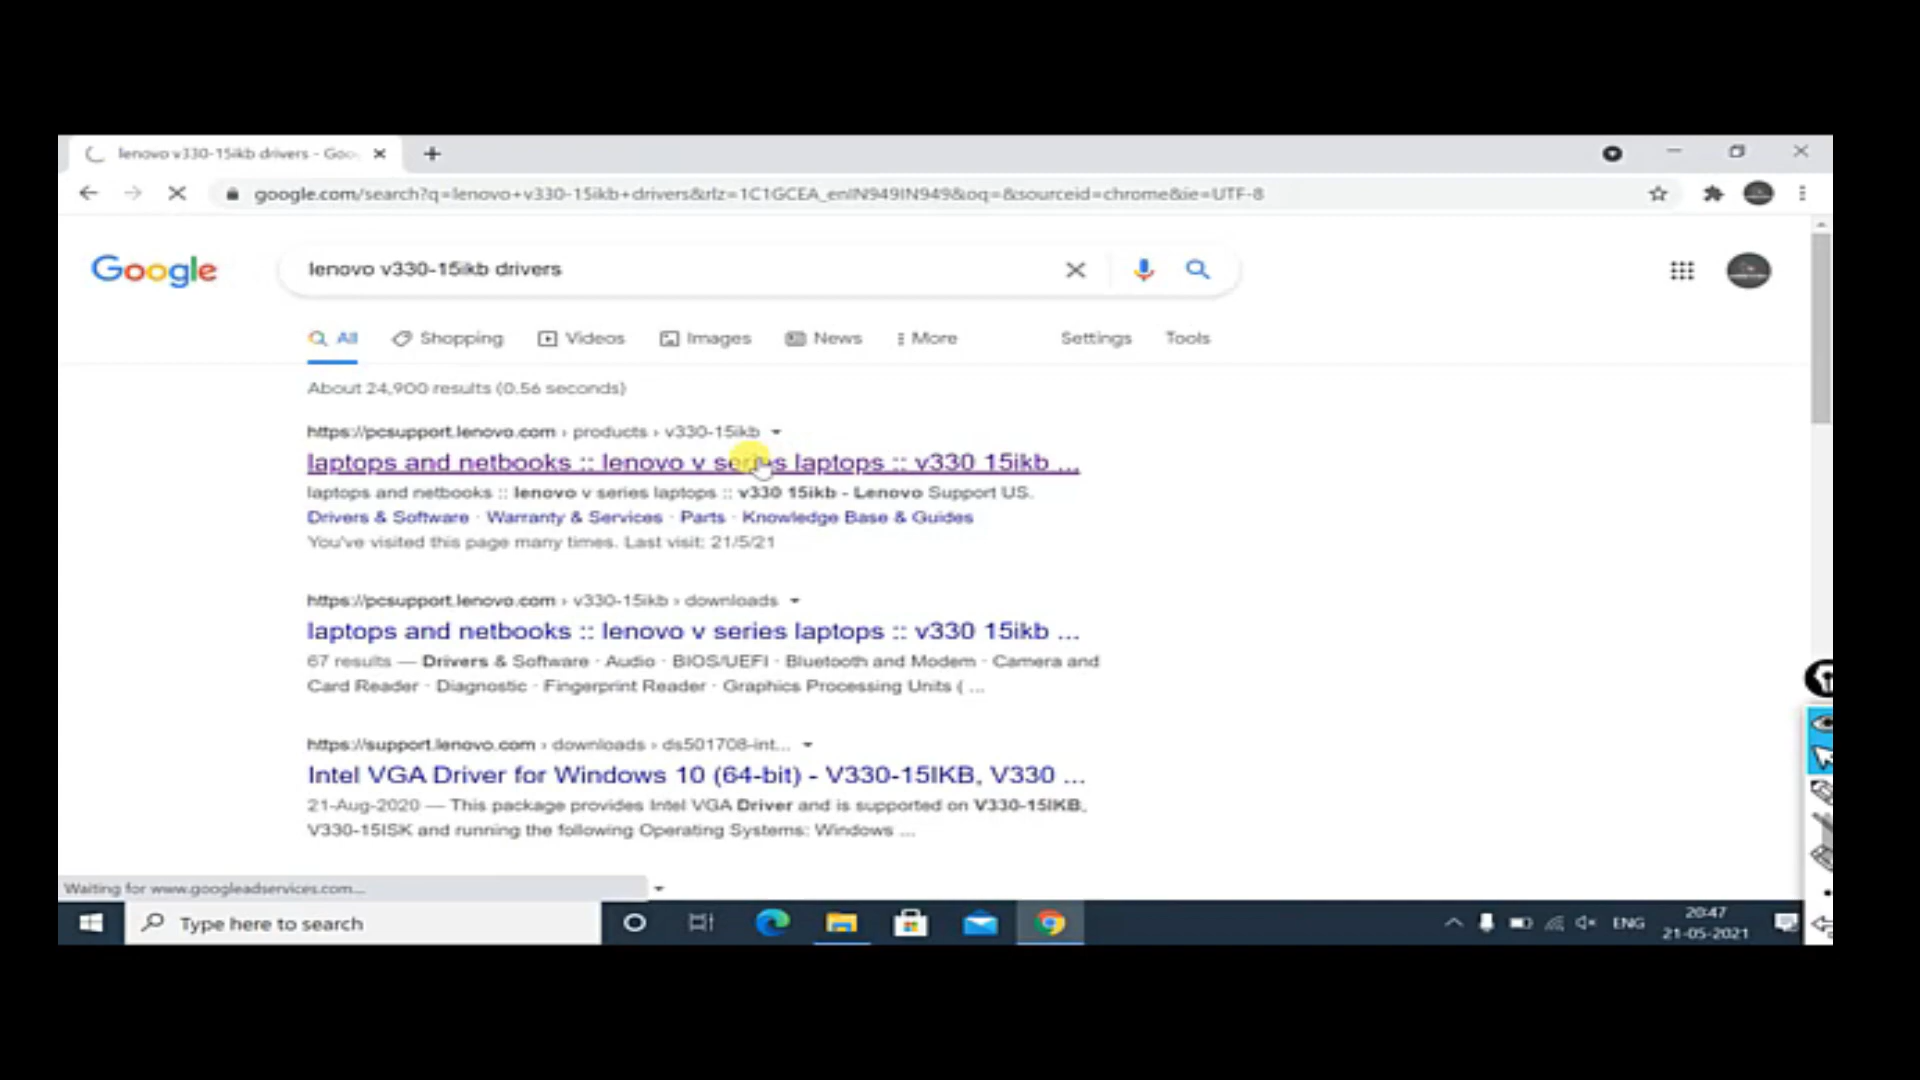 lenovo v330-15ikb drivers - Goo
google.com/search?q=lenovo+v330-15ikb+drivers&rlz=1C1GCEA_enIN949IN949&oq=&sourceid=chrome&ie=UTF-8
Google
lenovo v330-15ikb drivers
All Shopping Videos Images News More Settings Tools
About 24,900 results (0.56 seconds)
https://pcsupport.lenovo.com › products › v330-15ikb
laptops and netbooks :: lenovo v series laptops :: v330 15ikb ...
laptops and netbooks :: lenovo v series laptops :: v330 15ikb - Lenovo Support US.
Drivers & Software · Warranty & Services · Parts · Knowledge Base & Guides
You've visited this page many times. Last visit: 21/5/21
https://pcsupport.lenovo.com › v330-15ikb › downloads
laptops and netbooks :: lenovo v series laptops :: v330 15ikb ...
67 results — Drivers & Software · Audio · BIOS/UEFI · Bluetooth and Modem · Camera and
Card Reader · Diagnostic · Fingerprint Reader · Graphics Processing Units ( ...
https://support.lenovo.com › downloads › ds501708-int...
Intel VGA Driver for Windows 10 (64-bit) - V330-15IKB, V330 ...
21-Aug-2020 — This package provides Intel VGA Driver and is supported on V330-15IKB,
V330-15ISK and running the following Operating Systems: Windows ...
Waiting for www.googleadservices.com...
Type here to search
ENG
20:47
21-05-2021